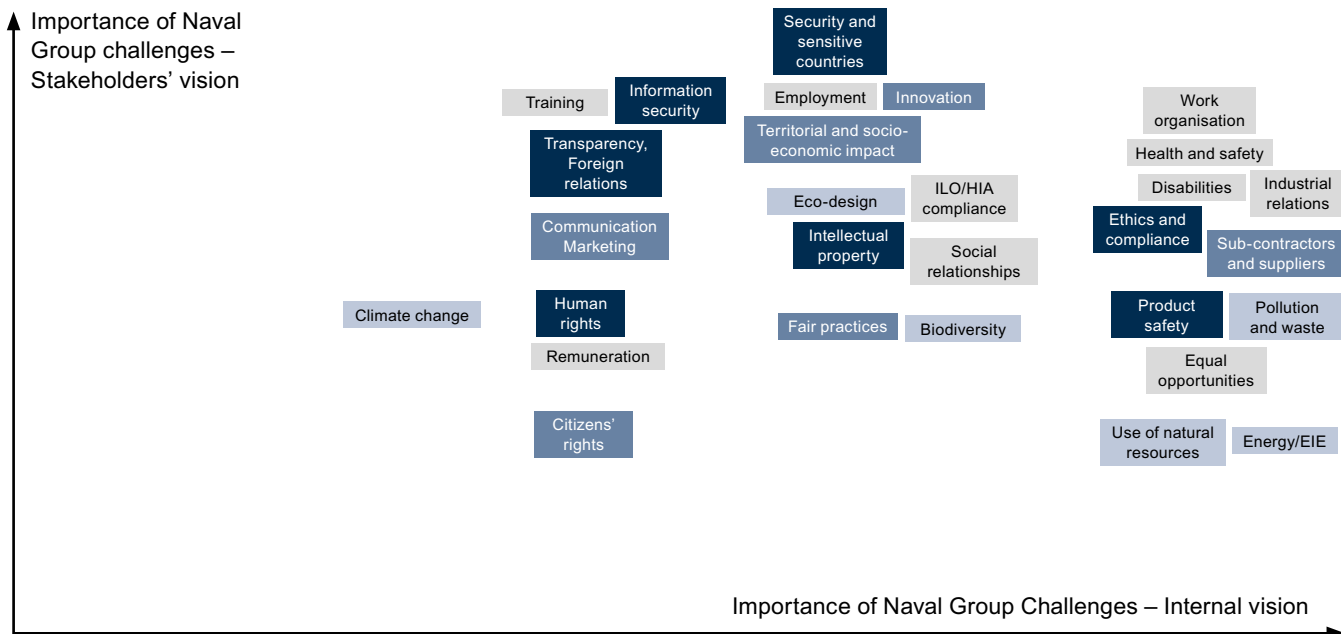 Importance of Naval
Group challenges –
Stakeholders’ vision
Security and
sensitive
countries
Training
Information
security
Employment
Innovation
Work
organisation
Transparency,
Foreign
relations
Territorial and socio-
economic impact
Health and safety
Eco-design
ILO/HIA
compliance
Disabilities
Industrial
relations
Communication
Marketing
Intellectual
property
Social
relationships
Ethics and
compliance
Sub-contractors
and suppliers
Climate change
Human
rights
Fair practices
Biodiversity
Product
safety
Pollution
and waste
Remuneration
Equal
opportunities
Citizens’
rights
Use of natural
resources
Energy/EIE
Importance of Naval Group Challenges – Internal vision